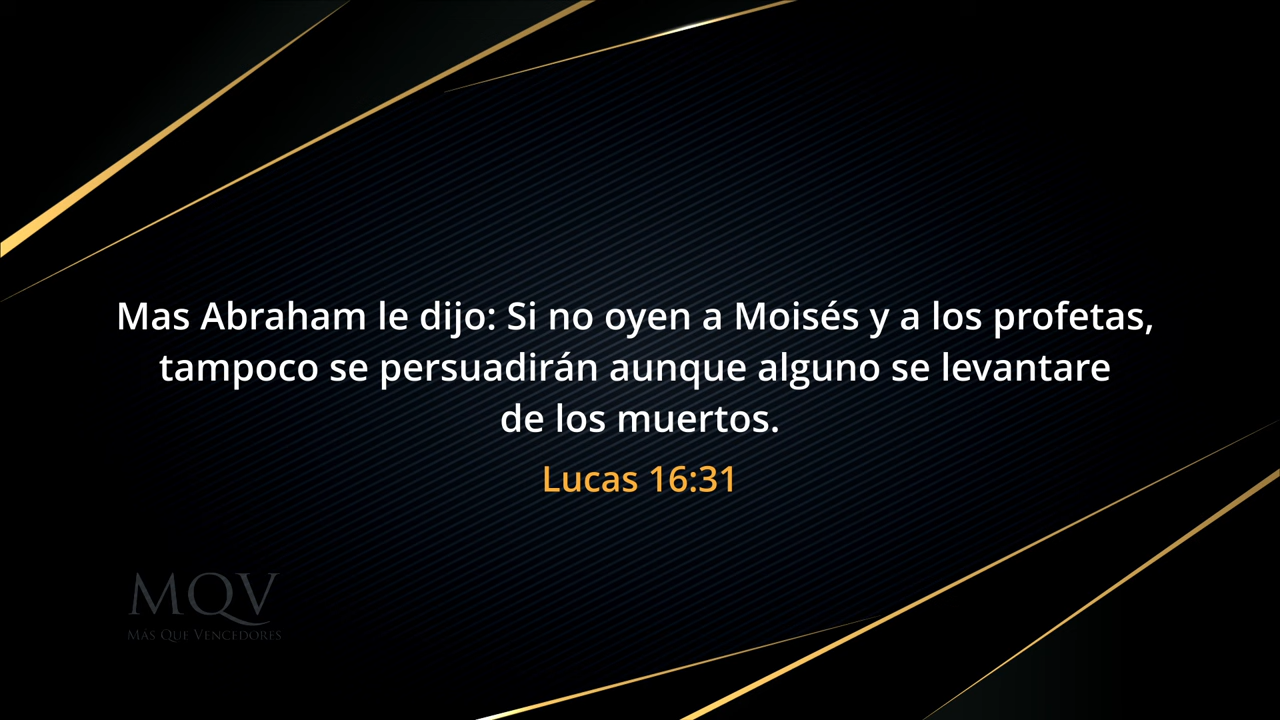 Mas Abraham le dijo: Si no oyen a Moisés y a los profetas,
tampoco se persuadirán aunque alguno se levantare
de los muertos.
Lucas 16:31
MQV
MÁS QUE VENCEDORES